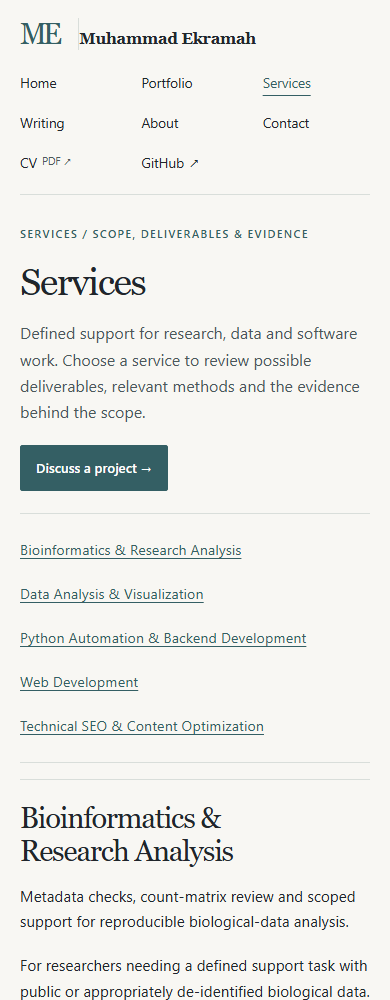 ME Muhammad Ekramah
Home Portfolio Services
Writing About Contact
CV PDF ↗ GitHub ↗
SERVICES / SCOPE, DELIVERABLES & EVIDENCE
Services
Defined support for research, data and software
work. Choose a service to review possible
deliverables, relevant methods and the evidence
behind the scope.
Discuss a project →
Bioinformatics & Research Analysis
Data Analysis & Visualization
Python Automation & Backend Development
Web Development
Technical SEO & Content Optimization
Bioinformatics &
Research Analysis
Metadata checks, count-matrix review and scoped
support for reproducible biological-data analysis.
For researchers needing a defined support task with
public or appropriately de-identified biological data.